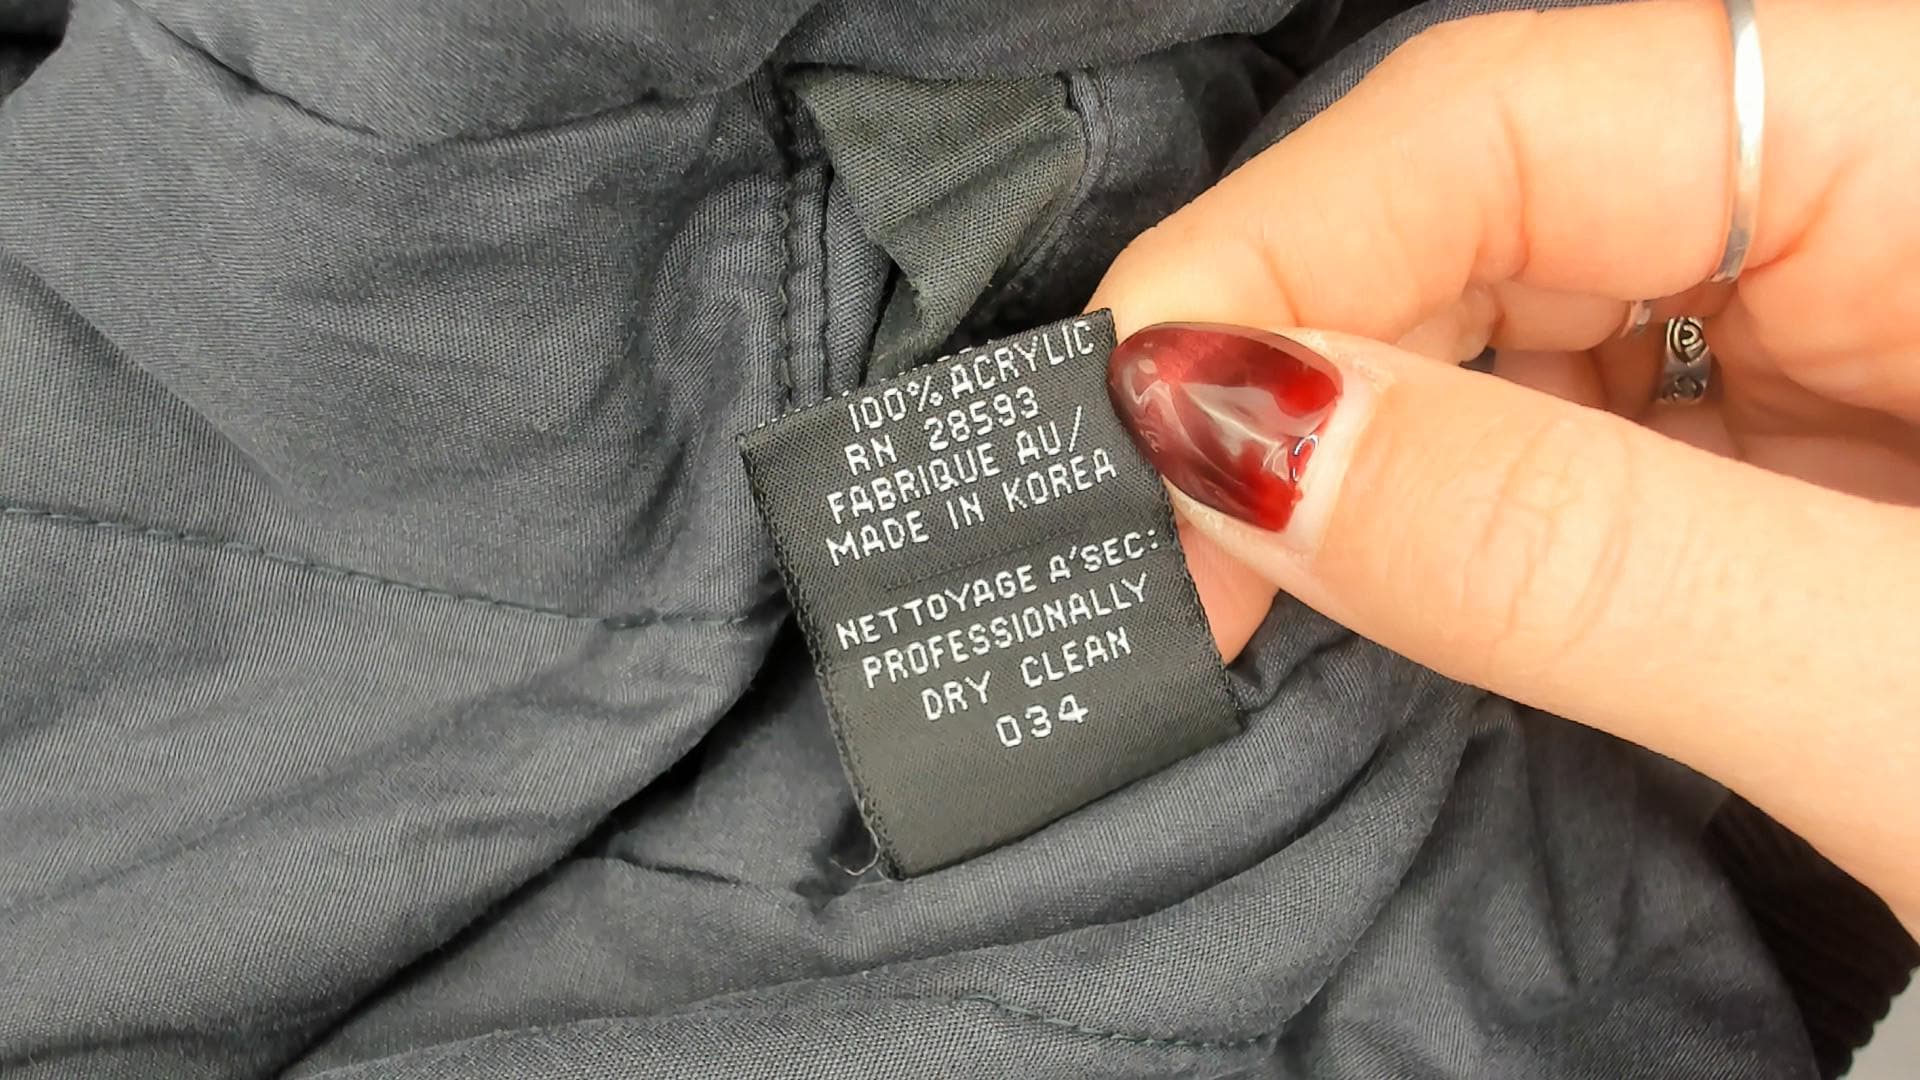 100% ACRYLIC
RN 28593
FABRIQUE AU/
MADE IN KOREA
NETTOYAGE A'SEC:
PROFESSIONALLY
DRY CLEAN
034